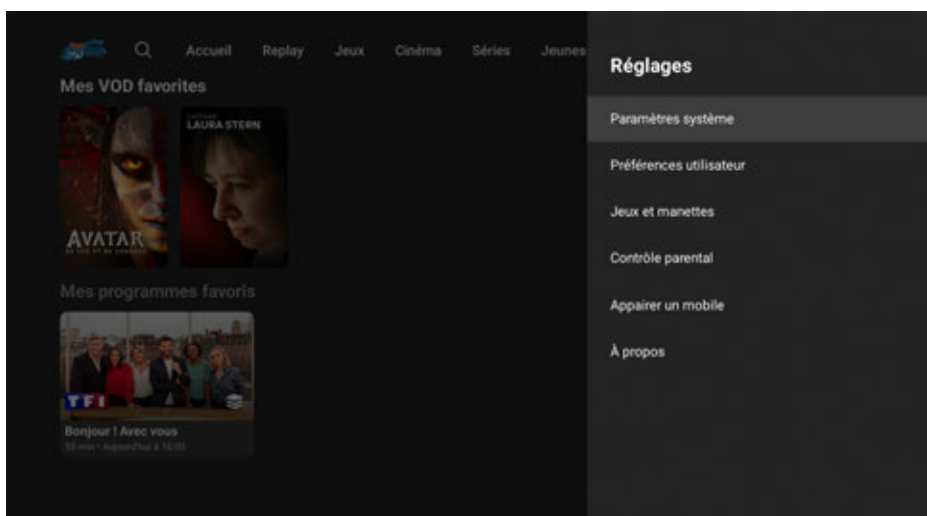 Accueil Replay Jeux Cinéma Séries Jeunes
Mes VOD favorites
LAURA STERN
AVATAR
Mes programmes favoris
TF1
Bonjour ! Avec vous
Réglages
Paramètres système
Préférences utilisateur
Jeux et manettes
Contrôle parental
Appairer un mobile
À propos